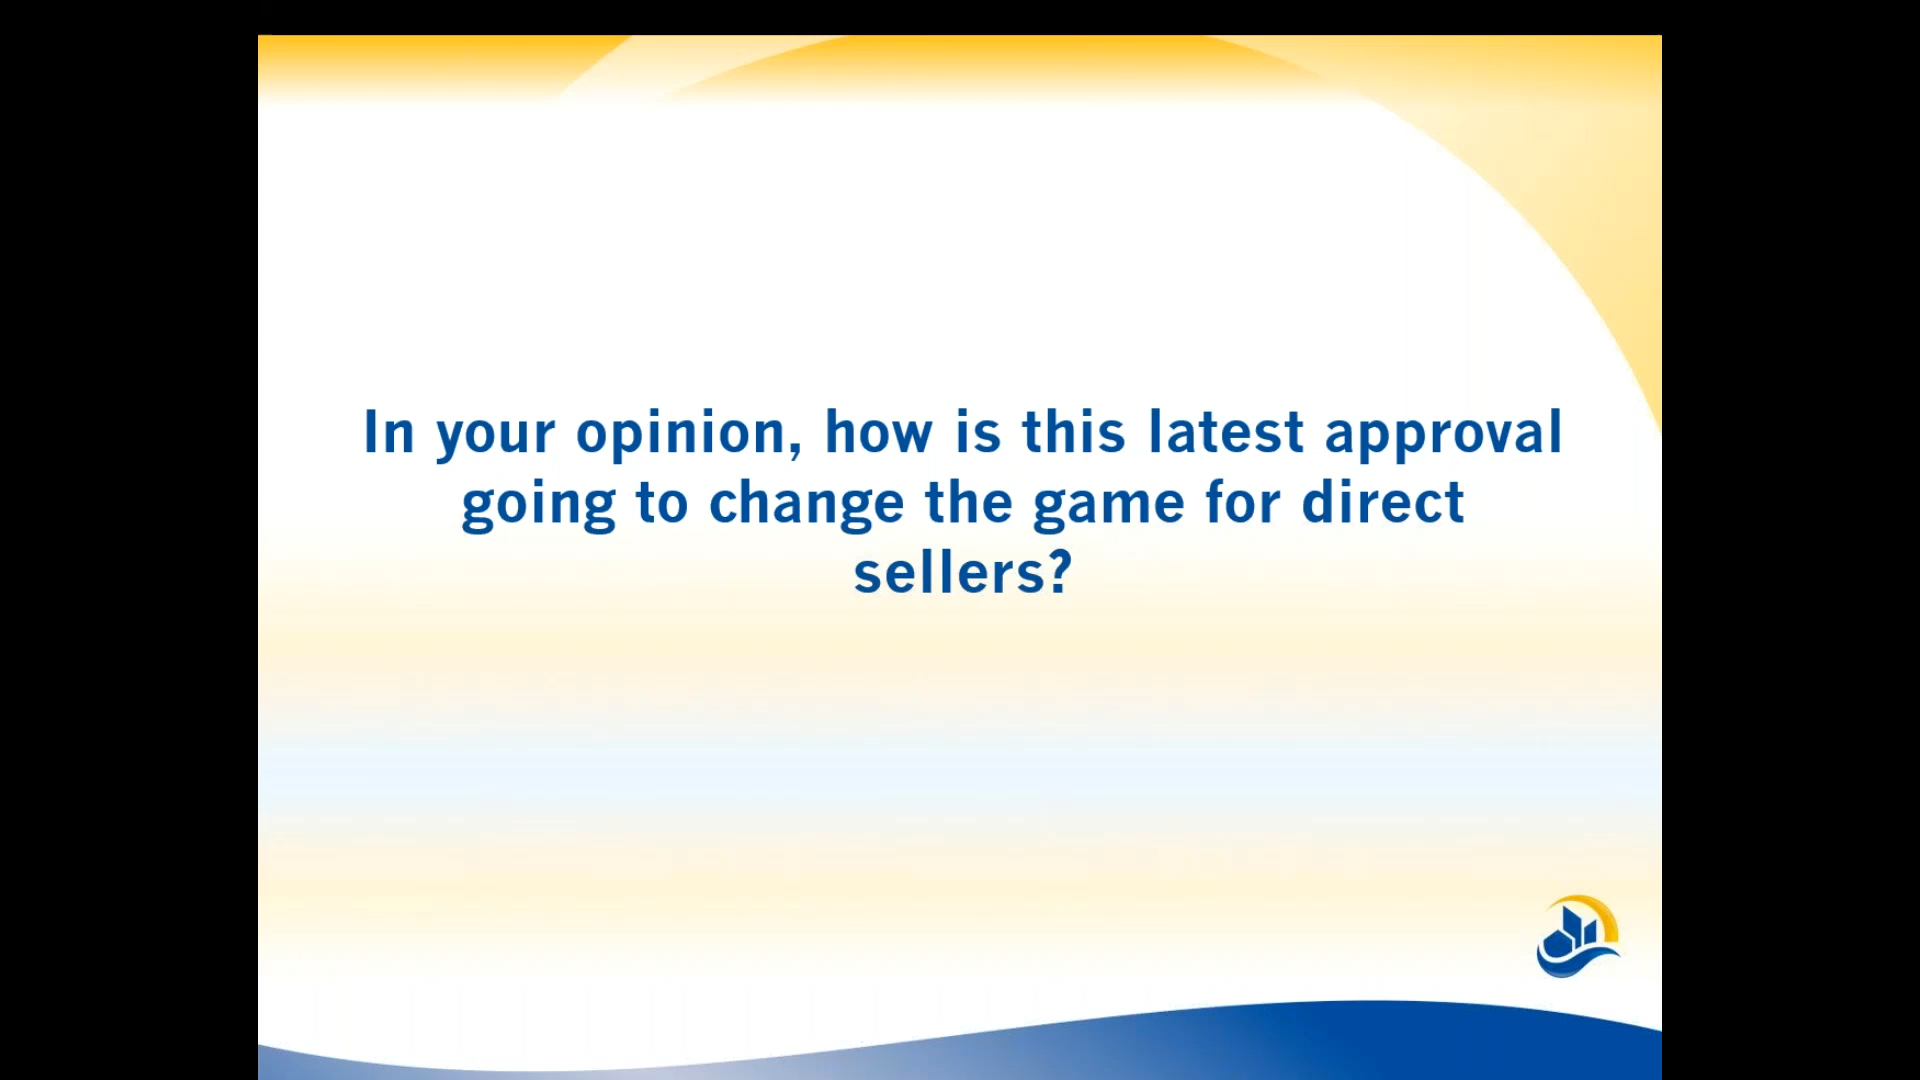 In your opinion, how is this latest approval
going to change the game for direct
sellers?